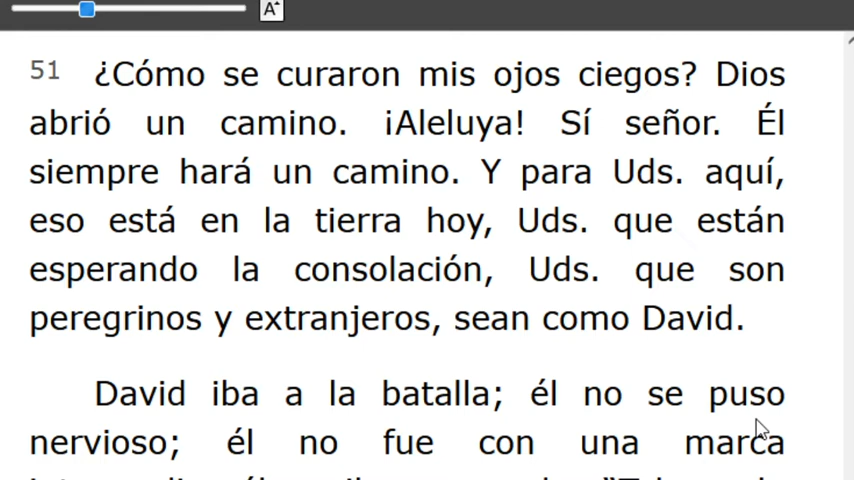 A
51 ¿Cómo se curaron mis ojos ciegos? Dios
abrió un camino. ¡Aleluya! Sí señor. Él
siempre hará un camino. Y para Uds. aquí,
eso está en la tierra hoy, Uds. que están
esperando la consolación, Uds. que son
peregrinos y extranjeros, sean como David.
David iba a la batalla; él no se puso
nervioso; él no fue con una marca